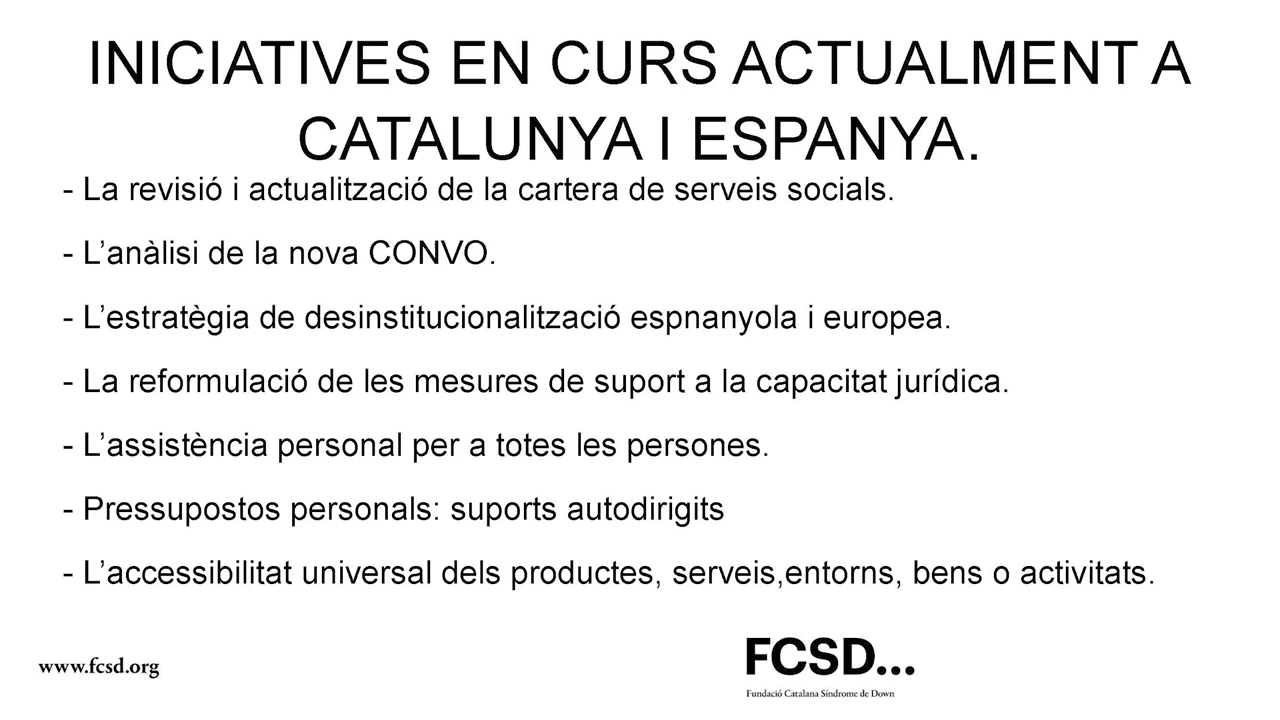 INICIATIVES EN CURS ACTUALMENT A
CATALUNYA I ESPANYA.
- La revisió i actualització de la cartera de serveis socials.
- L’anàlisi de la nova CONVO.
- L’estratègia de desinstitucionalització espnanyola i europea.
- La reformulació de les mesures de suport a la capacitat jurídica.
- L’assistència personal per a totes les persones.
- Pressupostos personals: suports autodirigits
- L’accessibilitat universal dels productes, serveis,entorns, bens o activitats.
www.fcsd.org
FCSD...
Fundació Catalana Síndrome de Down